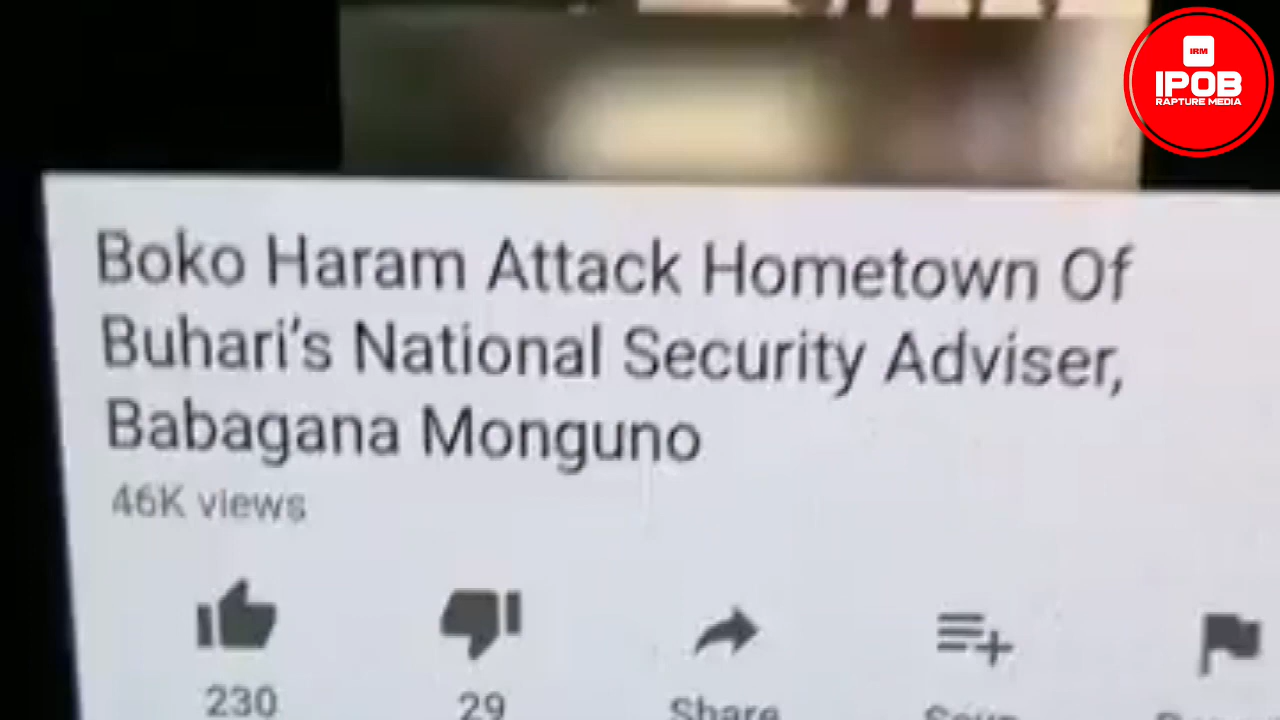 IRM
IPOB
RAPTURE MEDIA
Boko Haram Attack Hometown Of
Buhari's National Security Adviser,
Babagana Monguno
46K views
230 29 Share